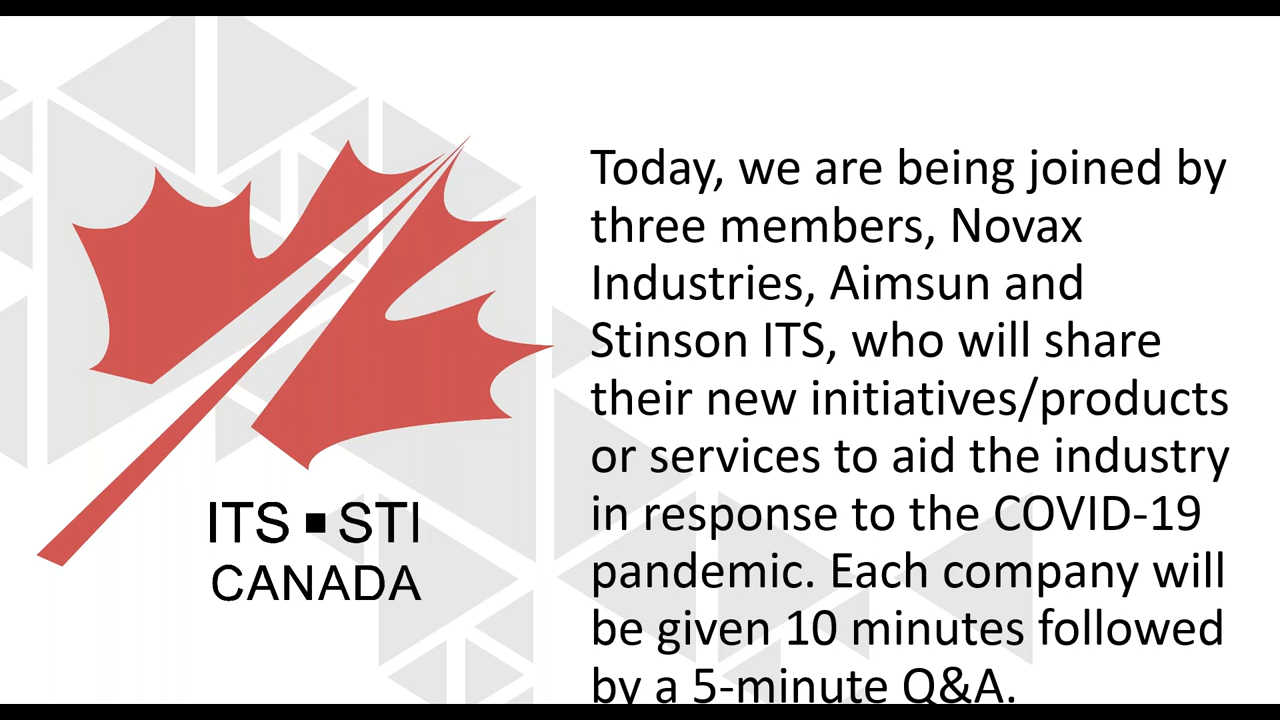 Today, we are being joined by
three members, Novax
Industries, Aimsun and
Stinson ITS, who will share
their new initiatives/products
or services to aid the industry
in response to the COVID-19
pandemic. Each company will
be given 10 minutes followed
by a 5-minute Q&A.
ITS ▪ STI
CANADA